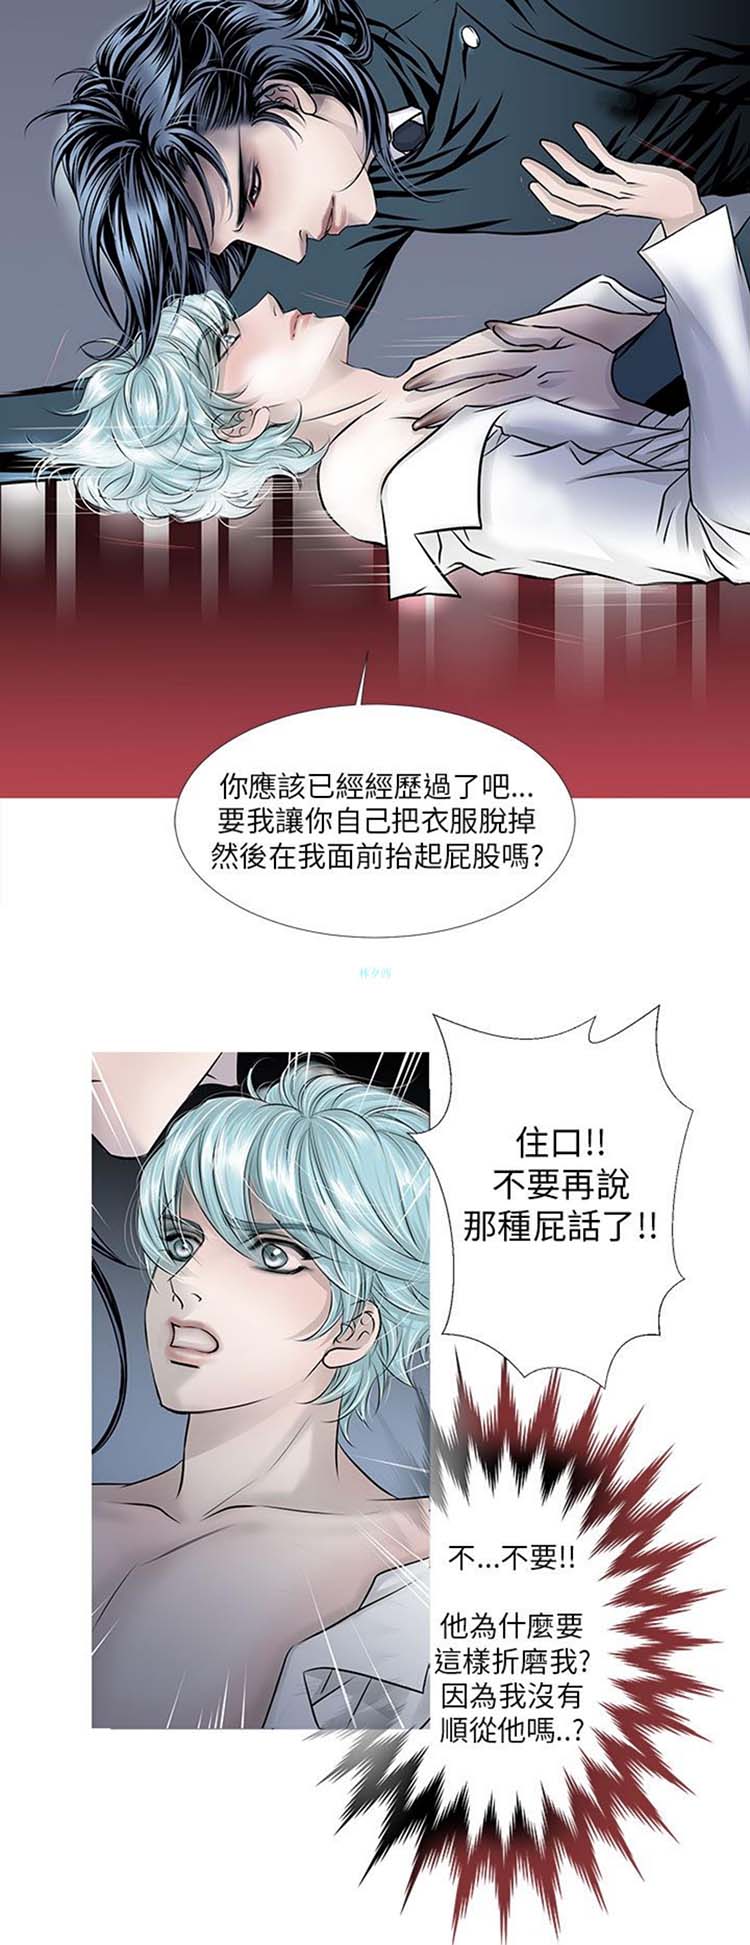 你應該已經經歷過了吧...
要我讓你自己把衣服脫掉
然後在我面前抬起屁股嗎?
林夕西
住口!!
不要再說
那種屁話了!!
不...不要!!
他為什麼要
這樣折磨我?
因為我沒有
順從他嗎..?